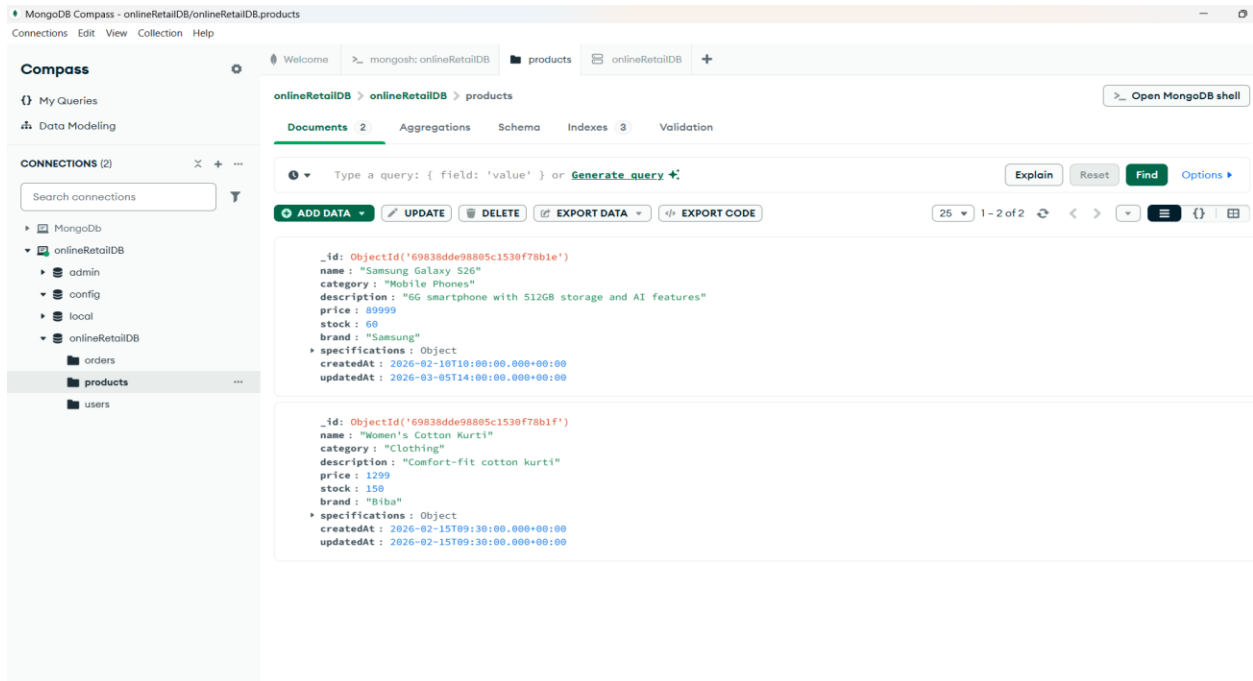 MongoDB Compass - onlineRetailDB/onlineRetailDB.products
Connections Edit View Collection Help
Compass
My Queries
Data Modeling
CONNECTIONS (2)
Search connections
MongoDb
onlineRetailDB
admin
config
local
onlineRetailDB
orders
products
users
Welcome >_ mongosh: onlineRetailDB products onlineRetailDB +
onlineRetailDB > onlineRetailDB > products
>_ Open MongoDB shell
Documents 2 Aggregations Schema Indexes 3 Validation
Type a query: { field: 'value' } or Generate query
Explain Reset Find Options
ADD DATA UPDATE DELETE EXPORT DATA EXPORT CODE
25 1 – 2 of 2
_id: ObjectId('69838dde98805c1530f78b1e')
name : "Samsung Galaxy S26"
category : "Mobile Phones"
description : "6G smartphone with 512GB storage and AI features"
price : 89999
stock : 60
brand : "Samsung"
specifications : Object
createdAt : 2026-02-10T10:00:00.000+00:00
updatedAt : 2026-03-05T14:00:00.000+00:00
_id: ObjectId('69838dde98805c1530f78b1f')
name : "Women's Cotton Kurti"
category : "Clothing"
description : "Comfort-fit cotton kurti"
price : 1299
stock : 150
brand : "Biba"
specifications : Object
createdAt : 2026-02-15T09:30:00.000+00:00
updatedAt : 2026-02-15T09:30:00.000+00:00